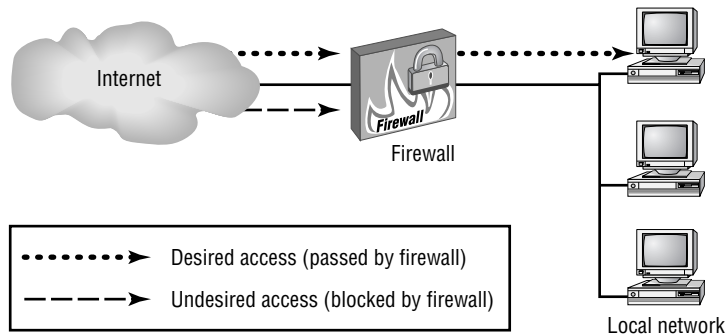 Internet
Firewall
Firewall
Desired access (passed by firewall)
Undesired access (blocked by firewall)
Local network